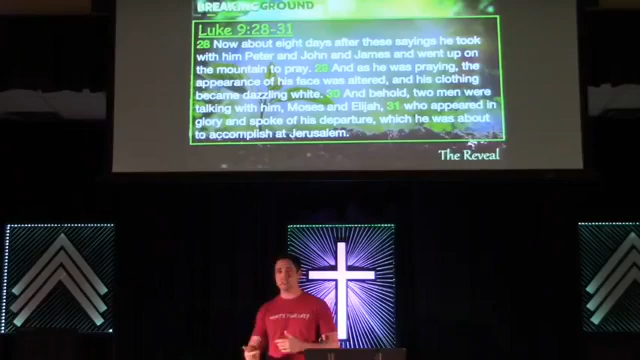 BREAKING GROUND
Luke 9:28-31
28 Now about eight days after these sayings he took
with him Peter and John and James and went up on
the mountain to pray. 29 And as he was praying, the
appearance of his face was altered, and his clothing
became dazzling white. 30 And behold, two men were
talking with him, Moses and Elijah, 31 who appeared in
glory and spoke of his departure, which he was about
to accomplish at Jerusalem.
The Reveal